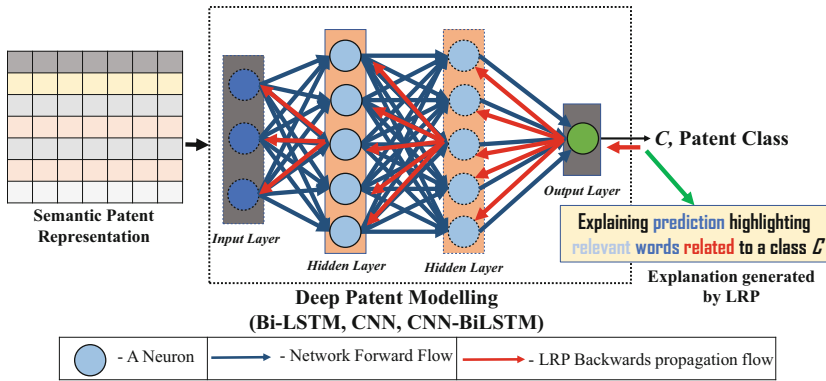 Semantic Patent
Representation
Input Layer
Hidden Layer
Hidden Layer
Output Layer
C, Patent Class
Explaining prediction highlighting
relevant words related to a class C
Explanation generated
by LRP
Deep Patent Modelling
(Bi-LSTM, CNN, CNN-BiLSTM)
- A Neuron
- Network Forward Flow
- LRP Backwards propagation flow